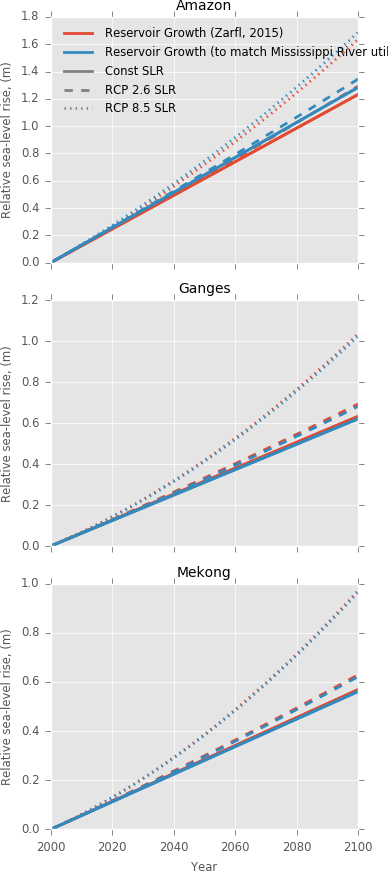 Amazon
Relative sea-level rise, (m)
1.8
1.6
1.4
1.2
1.0
0.8
0.6
0.4
0.2
0.0
Reservoir Growth (Zarfl, 2015)
Reservoir Growth (to match Mississippi River util
Const SLR
RCP 2.6 SLR
RCP 8.5 SLR
Ganges
Relative sea-level rise, (m)
1.2
1.0
0.8
0.6
0.4
0.2
0.0
Mekong
Relative sea-level rise, (m)
1.0
0.8
0.6
0.4
0.2
0.0
2000 2020 2040 2060 2080 2100
Year